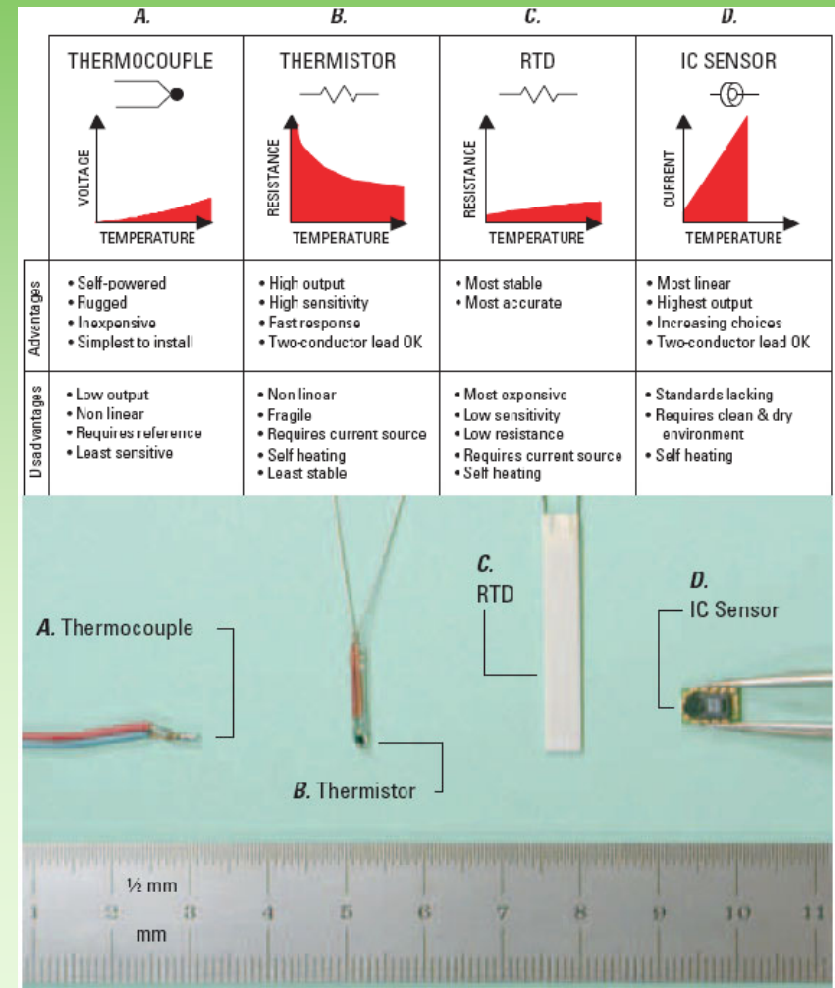 A. B. C. D.
THERMOCOUPLE
VOLTAGE
TEMPERATURE
THERMISTOR
RESISTANCE
TEMPERATURE
RTD
RESISTANCE
TEMPERATURE
IC SENSOR
CURRENT
TEMPERATURE
Advantages
• Self-powered
• Rugged
• Inexpensive
• Simplest to install
• High output
• High sensitivity
• Fast response
• Two-conductor lead OK
• Most stable
• Most accurate
• Most linear
• Highest output
• Increasing choices
• Two-conductor lead OK
Disadvantages
• Low output
• Non linear
• Requires reference
• Least sensitive
• Non linear
• Fragile
• Requires current source
• Self heating
• Least stable
• Most expensive
• Low sensitivity
• Low resistance
• Requires current source
• Self heating
• Standards lacking
• Requires clean & dry
environment
• Self heating
A. Thermocouple
B. Thermistor
C.
RTD
D.
IC Sensor
½ mm
1 2 3 4 5 6 7 8 9 10 11
mm